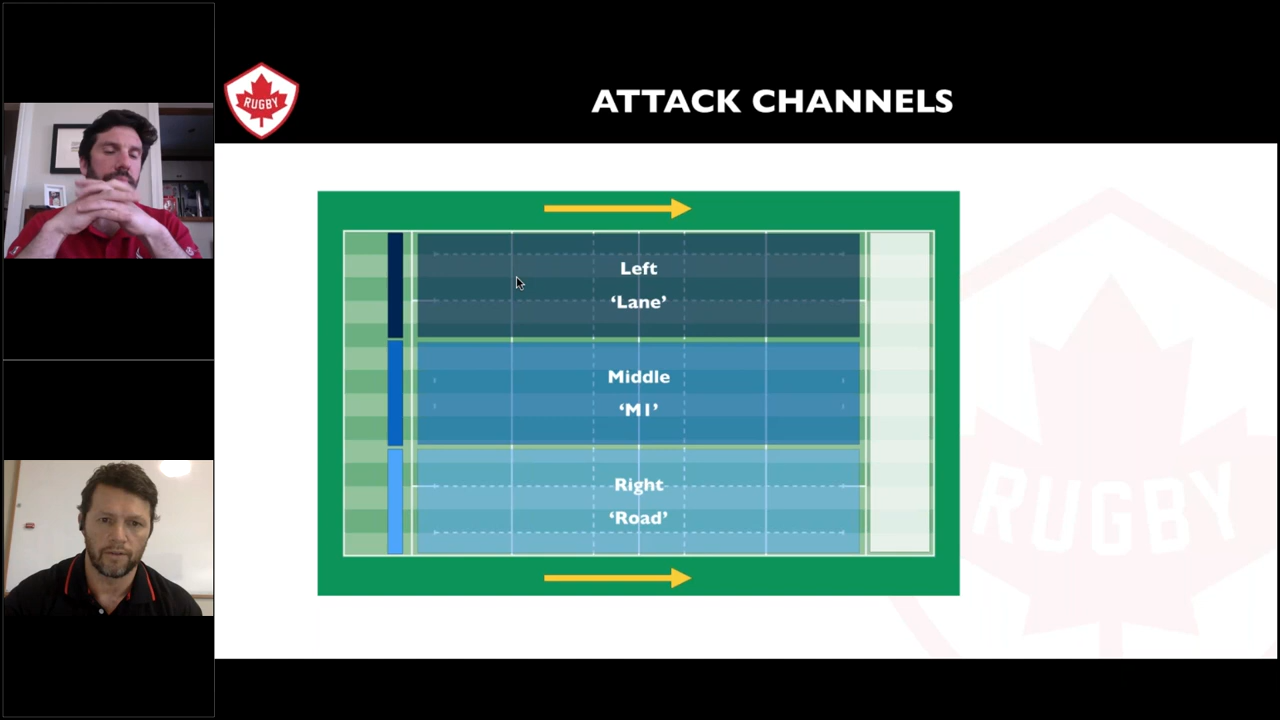 RUGBY
ATTACK CHANNELS
Left
‘Lane’
Middle
‘M1’
Right
‘Road’
RUGBY